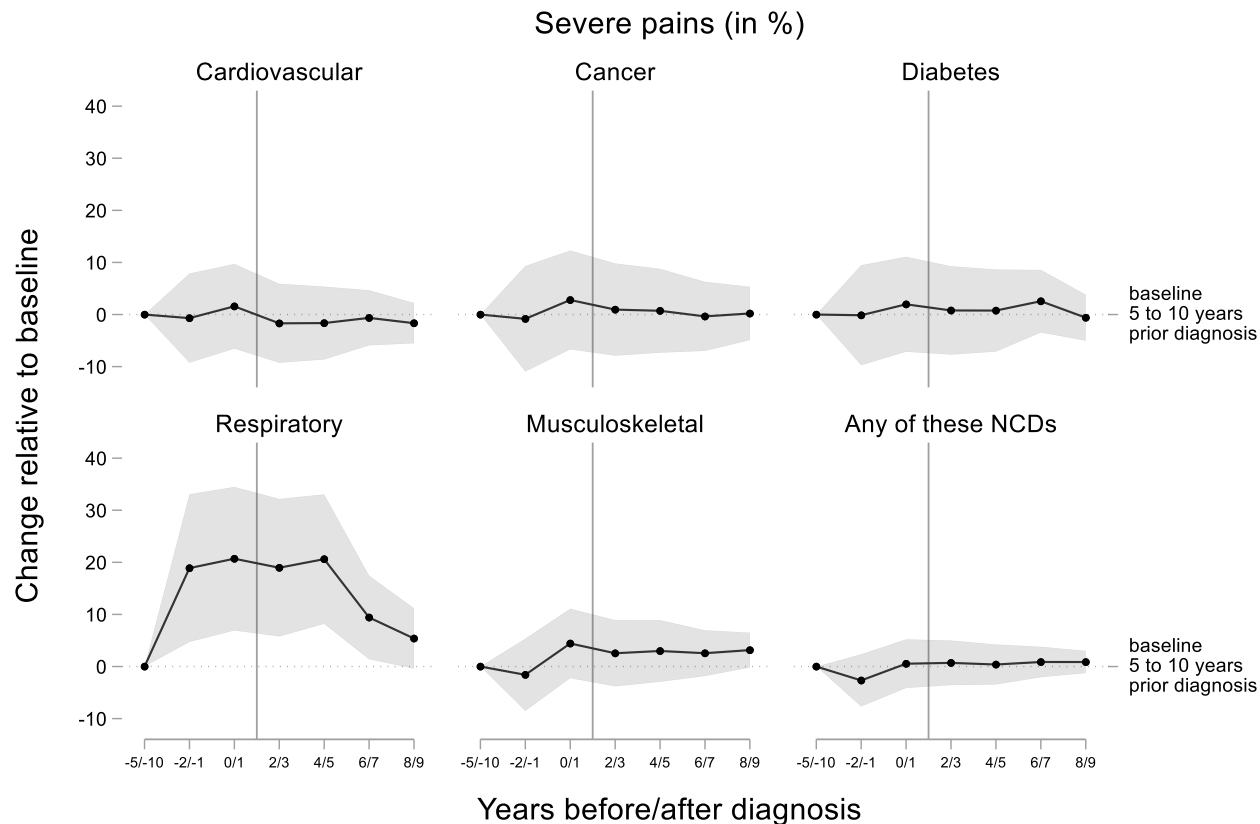 Severe pains (in %)
Cardiovascular
Cancer
Diabetes
Change relative to baseline
40
30
20
10
0
-10
baseline
5 to 10 years
prior diagnosis
Respiratory
Musculoskeletal
Any of these NCDs
40
30
20
10
0
-10
baseline
5 to 10 years
prior diagnosis
-5/-10 -2/-1 0/1 2/3 4/5 6/7 8/9
-5/-10 -2/-1 0/1 2/3 4/5 6/7 8/9
-5/-10 -2/-1 0/1 2/3 4/5 6/7 8/9
Years before/after diagnosis